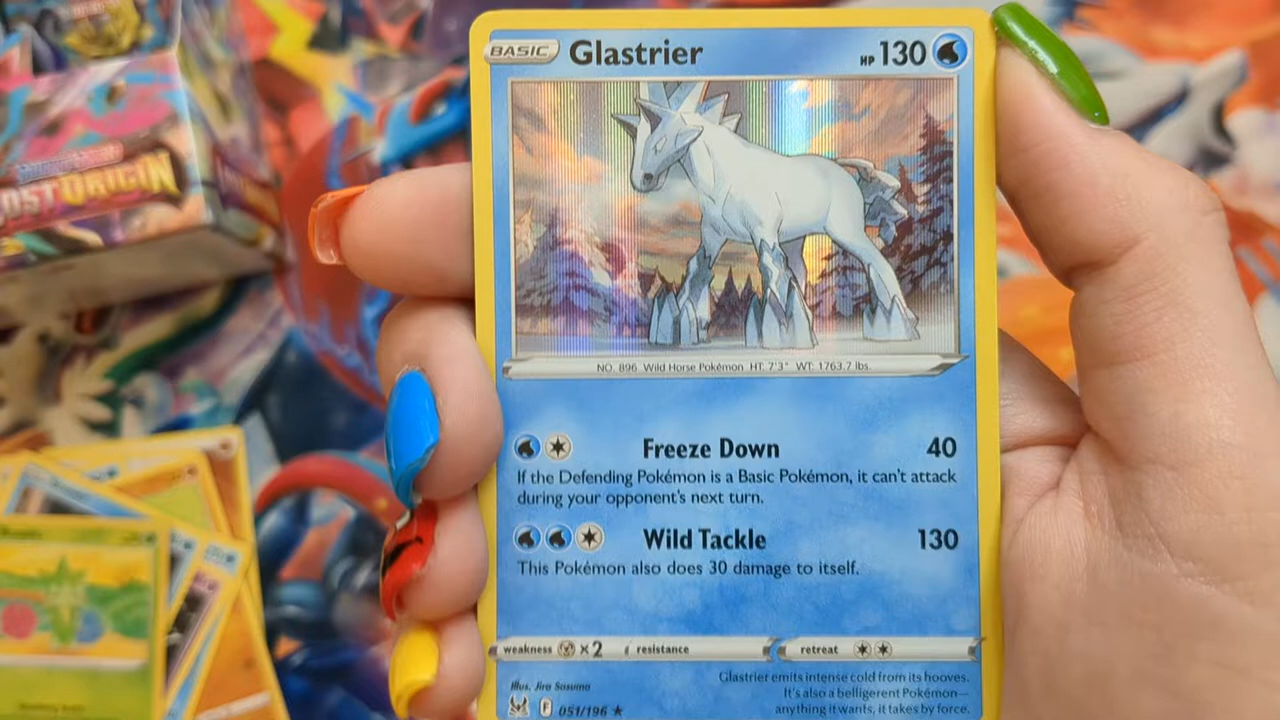 BASIC Glastrier HP 130
LOST ORIGIN
NO. 896 Wild Horse Pokémon HT: 7'3" WT: 1763.7 lbs.
Freeze Down 40
If the Defending Pokémon is a Basic Pokémon, it can't attack
during your opponent's next turn.
Wild Tackle 130
This Pokémon also does 30 damage to itself.
weakness ×2 resistance retreat
Illus. Jiro Sasumo
Glastrier emits intense cold from its hooves.
It's also a belligerent Pokémon—
anything it wants, it takes by force.
F 051/196 ★